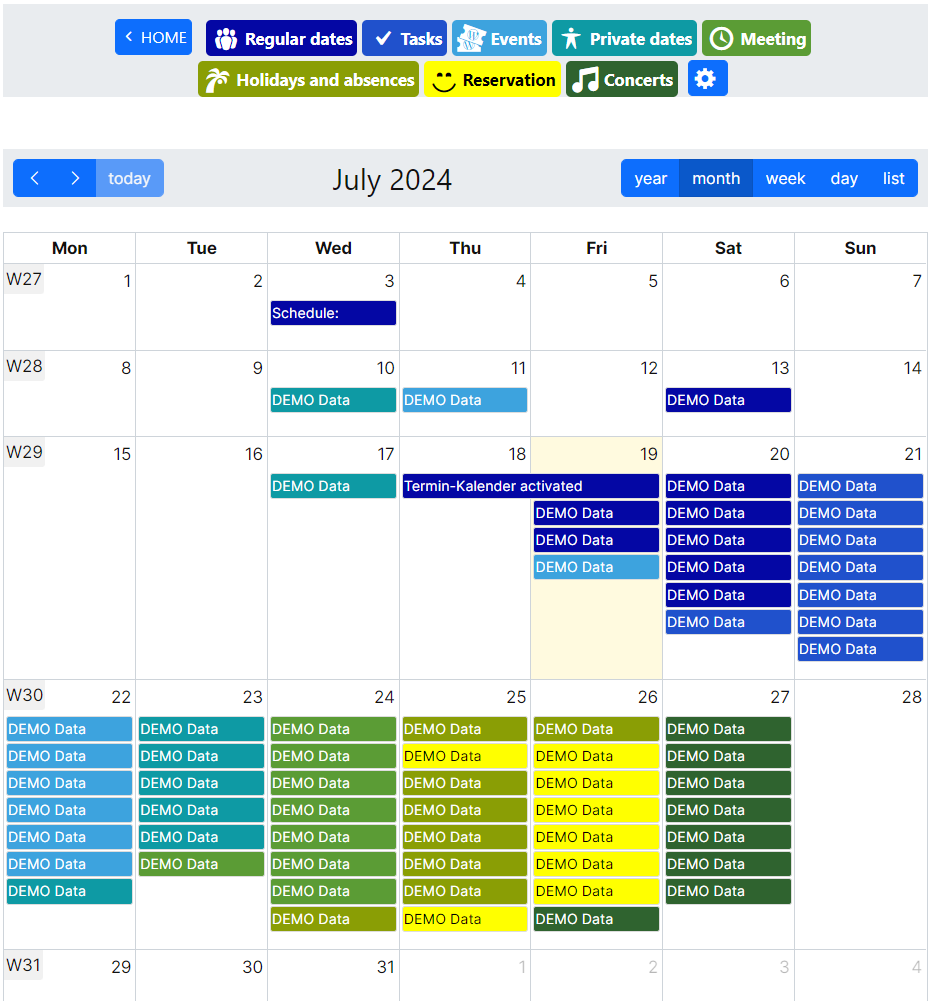 HOME Regular dates Tasks Events Private dates Meeting
Holidays and absences Reservation Concerts
today July 2024 year month week day list
Mon Tue Wed Thu Fri Sat Sun
W27 1 2 3 4 5 6 7
Schedule:
W28 8 9 10 11 12 13 14
DEMO Data DEMO Data DEMO Data
W29 15 16 17 18 19 20 21
DEMO Data Termin-Kalender activated DEMO Data DEMO Data
DEMO Data DEMO Data DEMO Data
DEMO Data DEMO Data DEMO Data
DEMO Data DEMO Data DEMO Data
DEMO Data DEMO Data
DEMO Data DEMO Data
DEMO Data
W30 22 23 24 25 26 27 28
DEMO Data DEMO Data DEMO Data DEMO Data DEMO Data DEMO Data
DEMO Data DEMO Data DEMO Data DEMO Data DEMO Data DEMO Data
DEMO Data DEMO Data DEMO Data DEMO Data DEMO Data DEMO Data
DEMO Data DEMO Data DEMO Data DEMO Data DEMO Data DEMO Data
DEMO Data DEMO Data DEMO Data DEMO Data DEMO Data DEMO Data
DEMO Data DEMO Data DEMO Data DEMO Data DEMO Data DEMO Data
DEMO Data DEMO Data DEMO Data DEMO Data DEMO Data
DEMO Data DEMO Data DEMO Data
W31 29 30 31 1 2 3 4